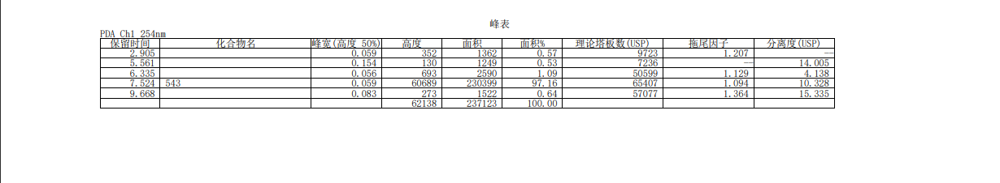 峰表
PDA Ch1 254nm
保留时间 化合物名 峰宽(高度 50%) 高度 面积 面积% 理论塔板数(USP) 拖尾因子 分离度(USP)
2.905 0.059 352 1362 0.57 9723 1.207 --
5.561 0.154 130 1249 0.53 7236 -- 14.005
6.335 0.056 693 2590 1.09 50599 1.129 4.138
7.524 543 0.059 60689 230399 97.16 65407 1.094 10.328
9.668 0.083 273 1522 0.64 57077 1.364 15.335
62138 237123 100.00